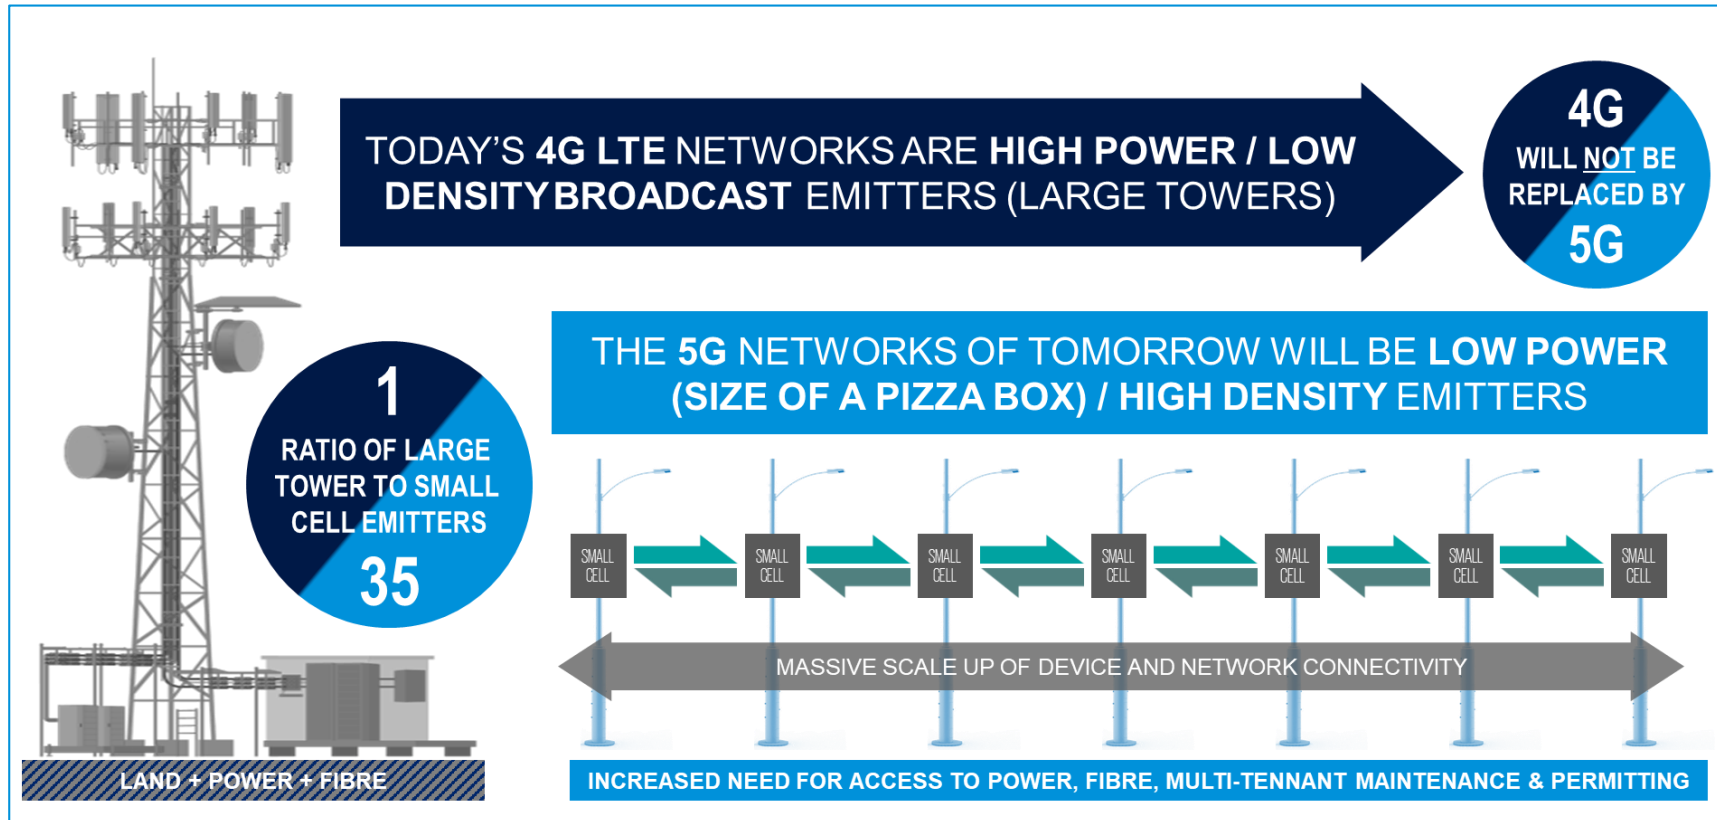 TODAY'S 4G LTE NETWORKS ARE HIGH POWER / LOW
DENSITY BROADCAST EMITTERS (LARGE TOWERS)
4G
WILL NOT BE
REPLACED BY
5G
THE 5G NETWORKS OF TOMORROW WILL BE LOW POWER
(SIZE OF A PIZZA BOX) / HIGH DENSITY EMITTERS
1
RATIO OF LARGE
TOWER TO SMALL
CELL EMITTERS
35
SMALL
CELL
SMALL
CELL
SMALL
CELL
SMALL
CELL
SMALL
CELL
SMALL
CELL
SMALL
CELL
MASSIVE SCALE UP OF DEVICE AND NETWORK CONNECTIVITY
LAND + POWER + FIBRE
INCREASED NEED FOR ACCESS TO POWER, FIBRE, MULTI-TENNANT MAINTENANCE & PERMITTING